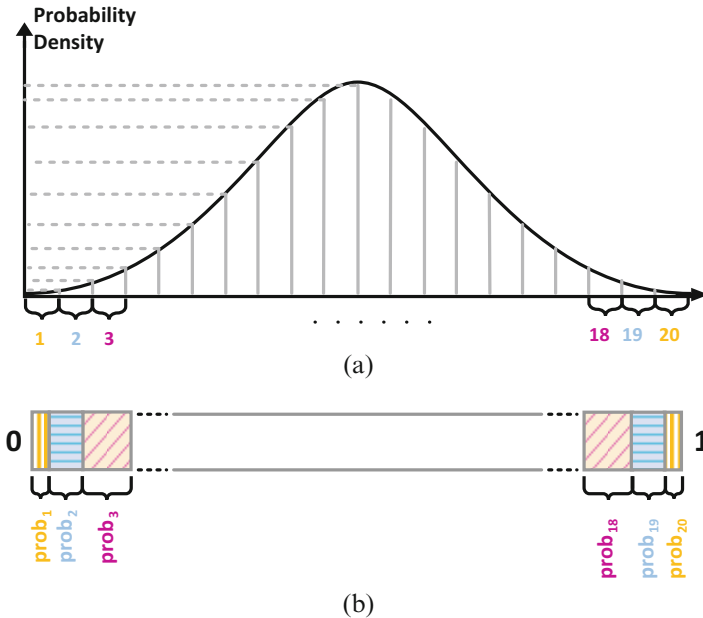 Probability
Density
1 2 3 . . . . . . 18 19 20
(a)
0 1
prob1 prob2 prob3 prob18 prob19 prob20
(b)